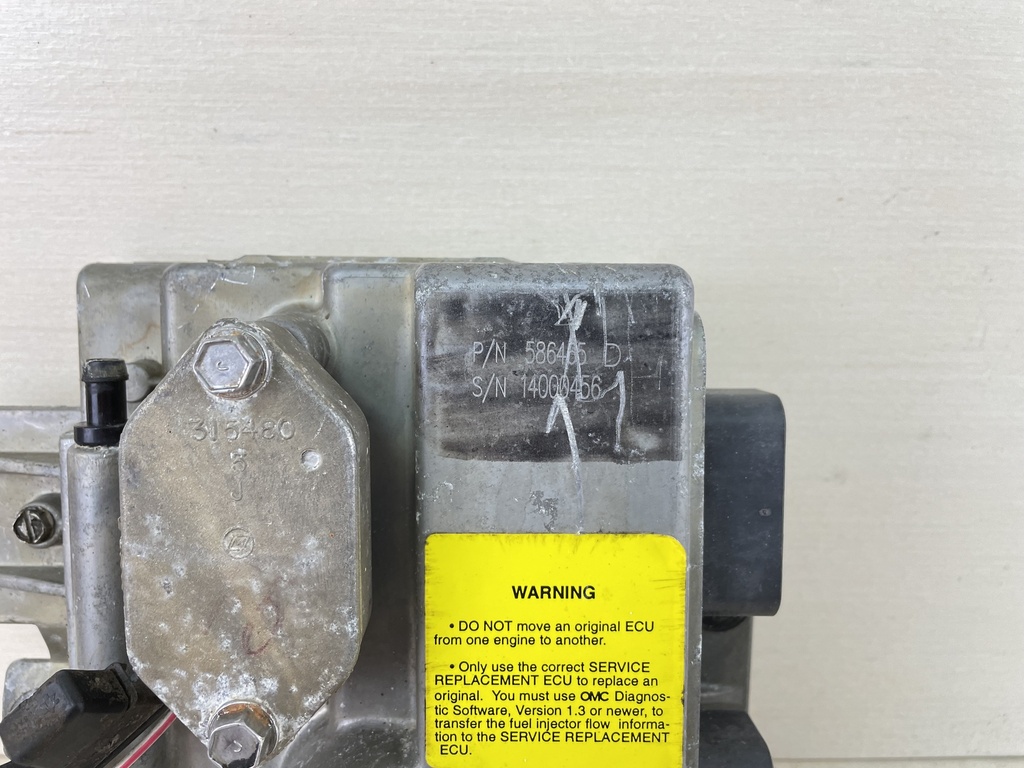 P/N 586465 D
S/N 14000456
315480
3
J
WARNING
• DO NOT move an original ECU
from one engine to another.
• Only use the correct SERVICE
REPLACEMENT ECU to replace an
original. You must use OMC Diagnos-
tic Software, Version 1.3 or newer, to
transfer the fuel injector flow informa-
tion to the SERVICE REPLACEMENT
ECU.